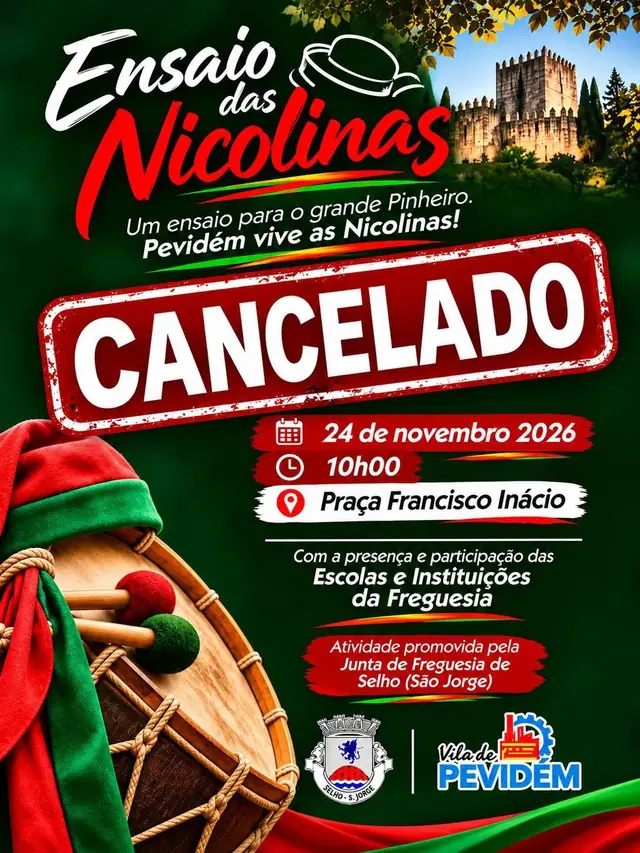 Ensaio
das
Nicolinas
Um ensaio para o grande Pinheiro.
Pevidém vive as Nicolinas!
CANCELADO
24 de novembro 2026
10h00
Praça Francisco Inácio
Com a presença e participação das
Escolas e Instituições
da Freguesia
Atividade promovida pela
Junta de Freguesia de
Selho (São Jorge)
SELHO - S. JORGE
Vila de
PEVIDÉM